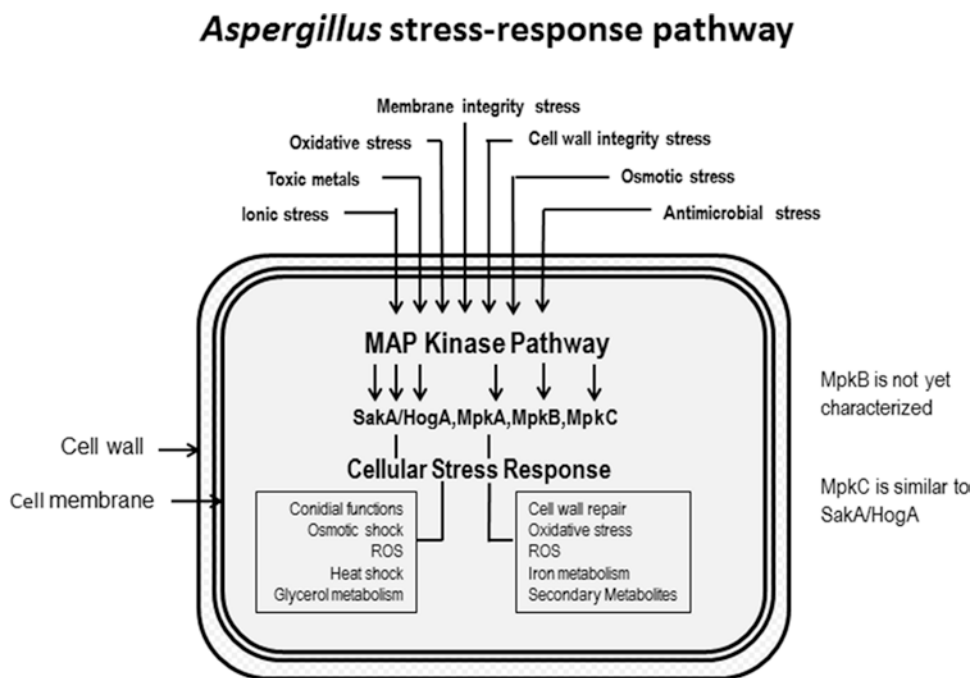 Aspergillus stress-response pathway
Membrane integrity stress
Oxidative stress
Cell wall integrity stress
Toxic metals
Osmotic stress
Ionic stress
Antimicrobial stress
MAP Kinase Pathway
SakA/HogA,MpkA,MpkB,MpkC
Cellular Stress Response
Conidial functions
Osmotic shock
ROS
Heat shock
Glycerol metabolism
Cell wall repair
Oxidative stress
ROS
Iron metabolism
Secondary Metabolites
Cell wall
Cell membrane
MpkB is not yet
characterized
MpkC is similar to
SakA/HogA